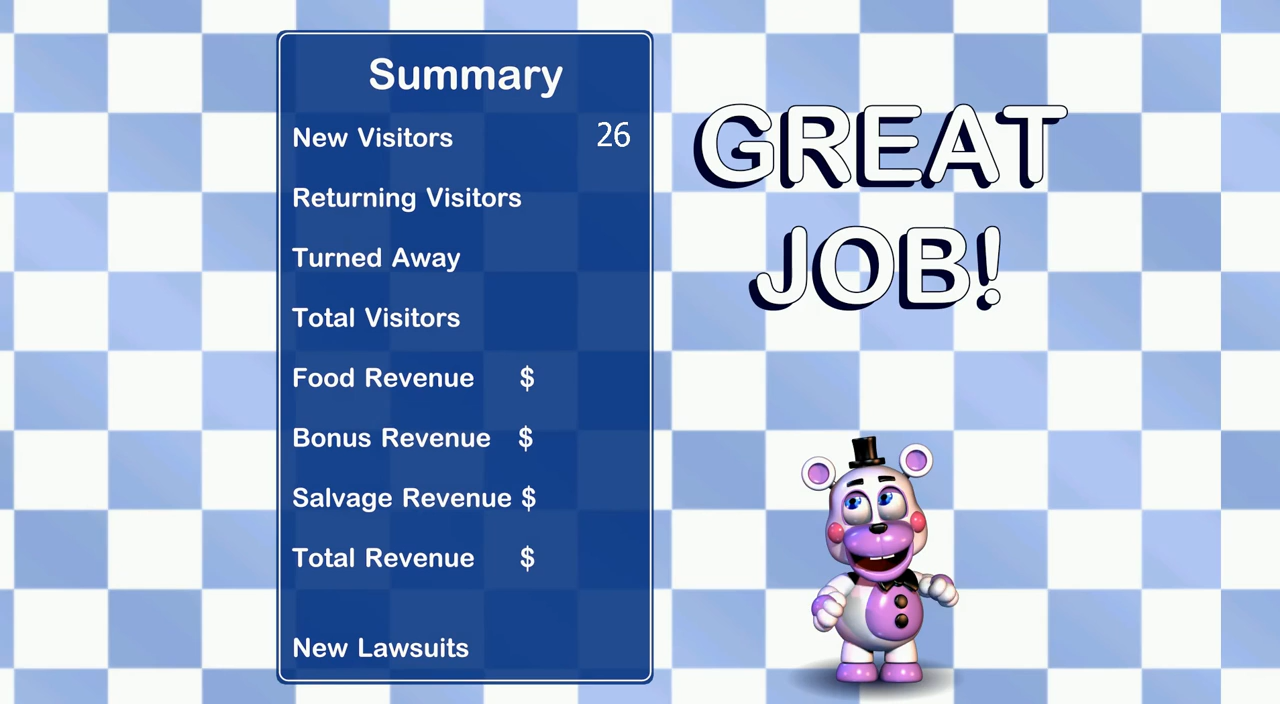 Summary
New Visitors 26
Returning Visitors
Turned Away
Total Visitors
Food Revenue $
Bonus Revenue $
Salvage Revenue $
Total Revenue $
New Lawsuits
GREAT
JOB!